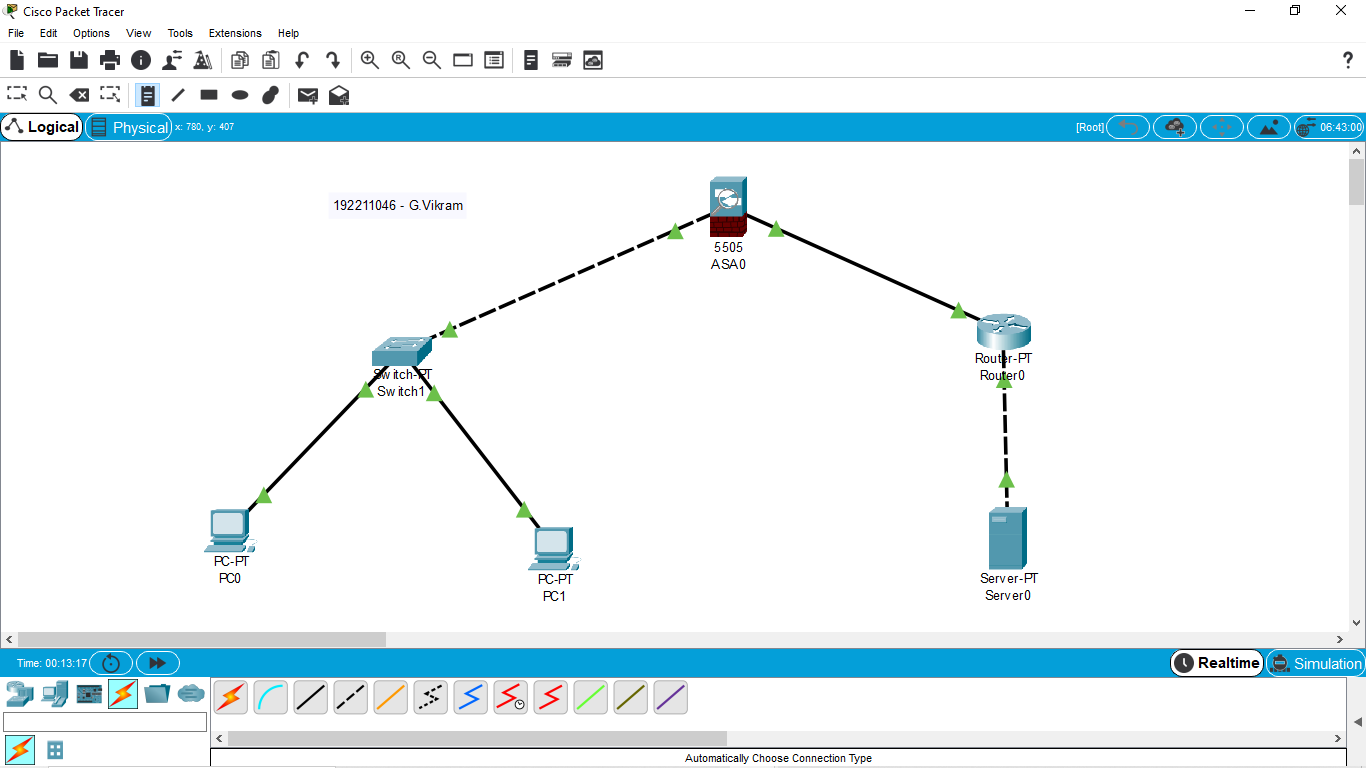 Cisco Packet Tracer
File Edit Options View Tools Extensions Help
Logical Physical x: 780, y: 407 [Root] 06:43:00
192211046 - G.Vikram
5505
ASA0
Router-PT
Router0
Switch-PT
Switch1
PC-PT
PC0
PC-PT
PC1
Server-PT
Server0
Time: 00:13:17 Realtime Simulation
Automatically Choose Connection Type